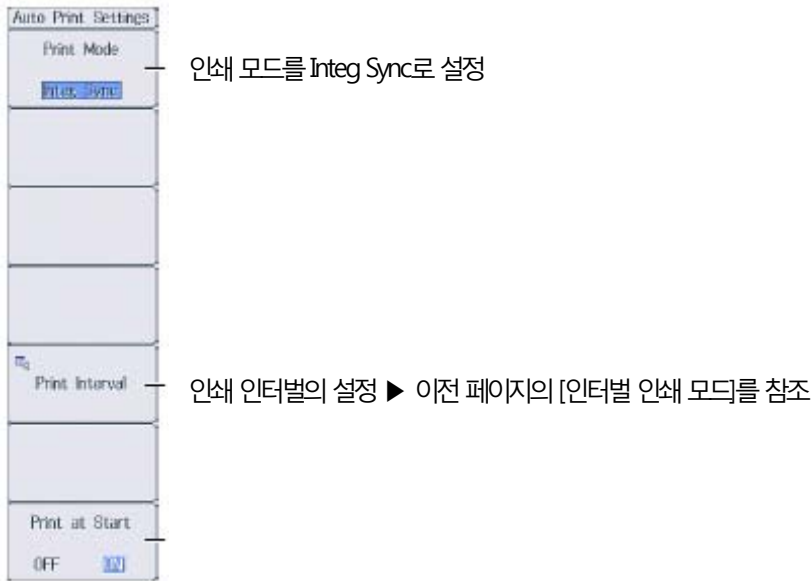 Auto Print Settings
Print Mode
Integ Sync
인쇄 모드를 Integ Sync로 설정
Print Interval
인쇄 인터벌의 설정 ▶ 이전 페이지의 [인터벌 인쇄 모드]를 참조
Print at Start
OFF ON